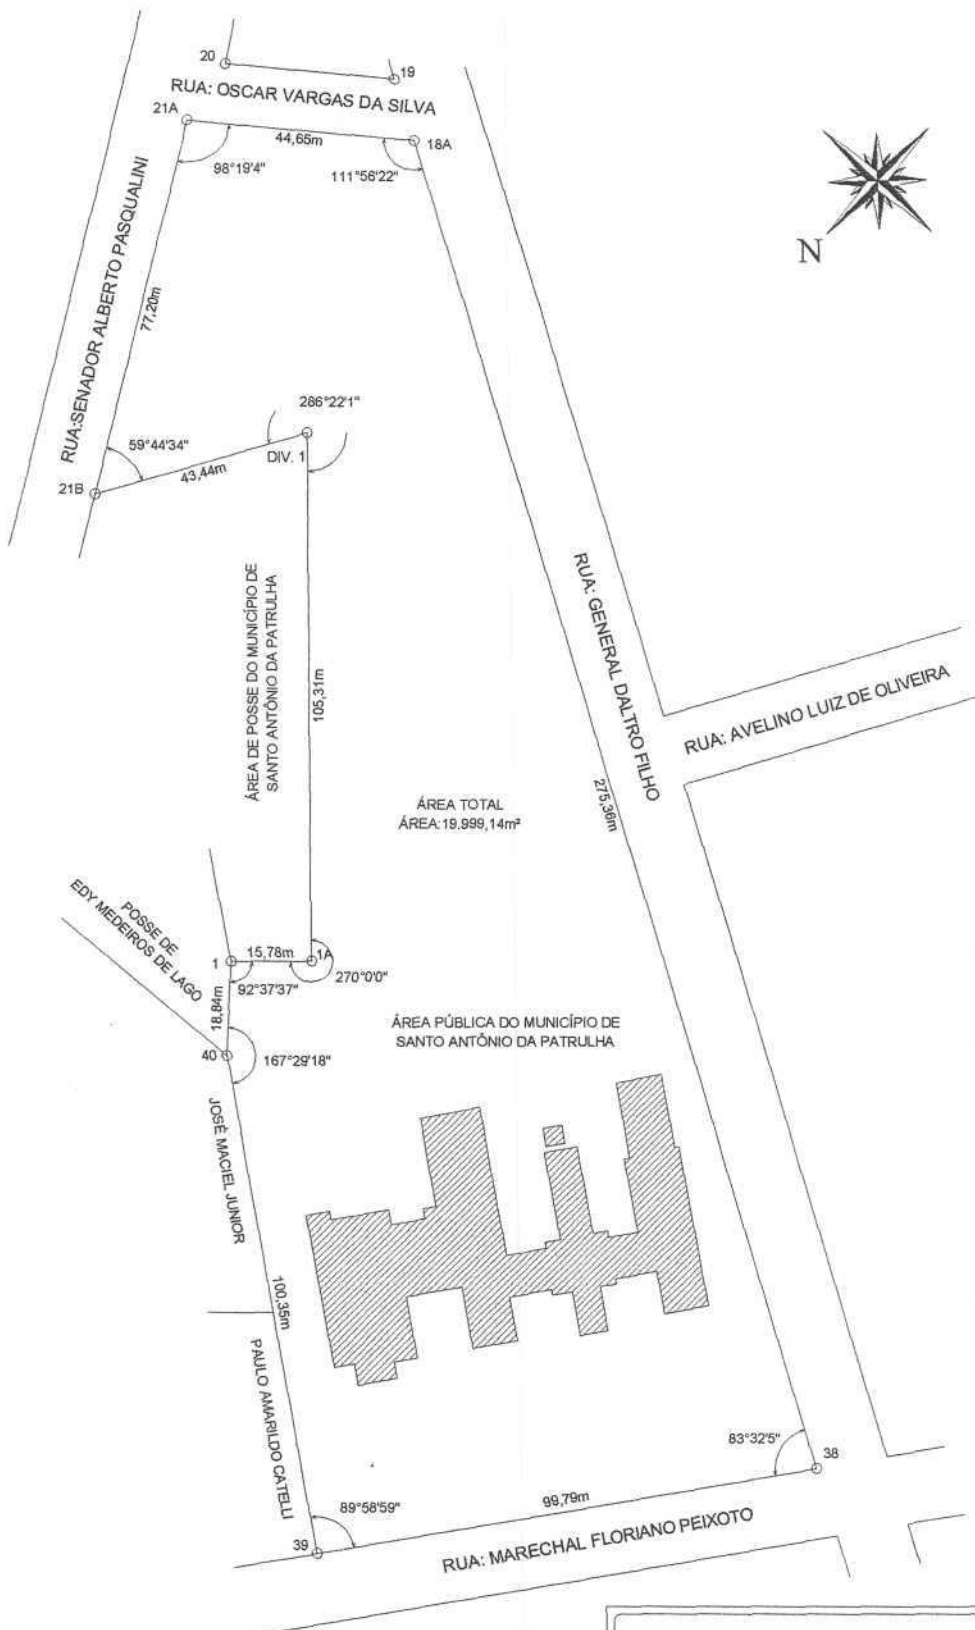 20
19
RUA: OSCAR VARGAS DA SILVA
21A
44,65m
18A
98°19'4"
111°56'22"
N
RUA:SENADOR ALBERTO PASQUALINI
77,20m
286°22'1"
59°44'34"
DIV. 1
43,44m
21B
ÁREA DE POSSE DO MUNICÍPIO DE
SANTO ANTÔNIO DA PATRULHA
105,31m
RUA: GENERAL DALTRO FILHO
RUA: AVELINO LUIZ DE OLIVEIRA
275,36m
ÁREA TOTAL
ÁREA:19.999,14m²
POSSE DE
EDY MEDEIROS DE LAGO
1
15,78m
1A
270°0'0"
92°37'37"
18,84m
ÁREA PÚBLICA DO MUNICÍPIO DE
SANTO ANTÔNIO DA PATRULHA
40
167°29'18"
JOSÉ MACIEL JUNIOR
100,35m
PAULO AMARILDO CATELLI
83°32'5"
38
89°58'59"
99,79m
39
RUA: MARECHAL FLORIANO PEIXOTO